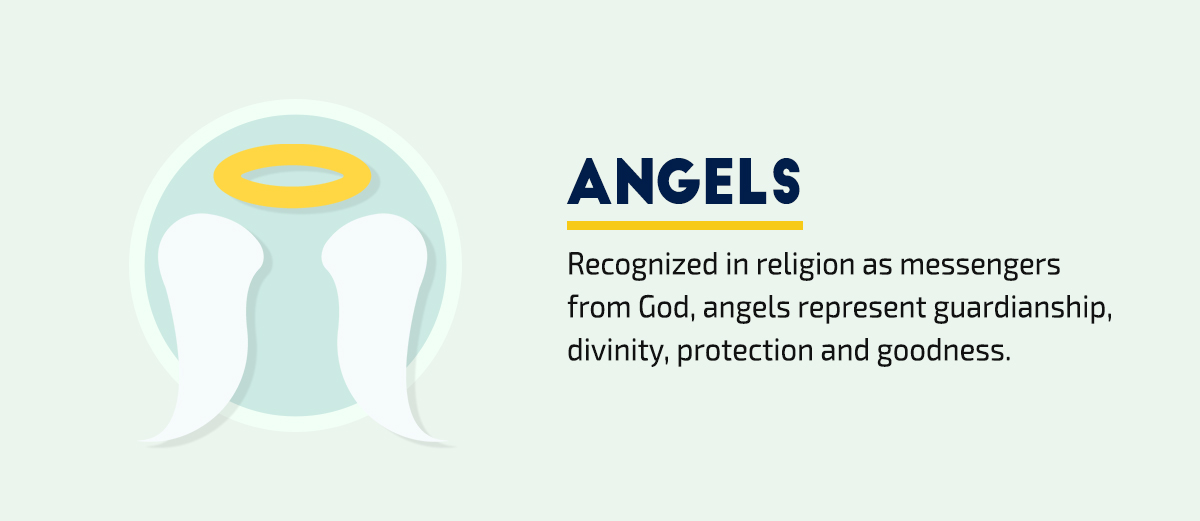 ANGELS
Recognized in religion as messengers
from God, angels represent guardianship,
divinity, protection and goodness.